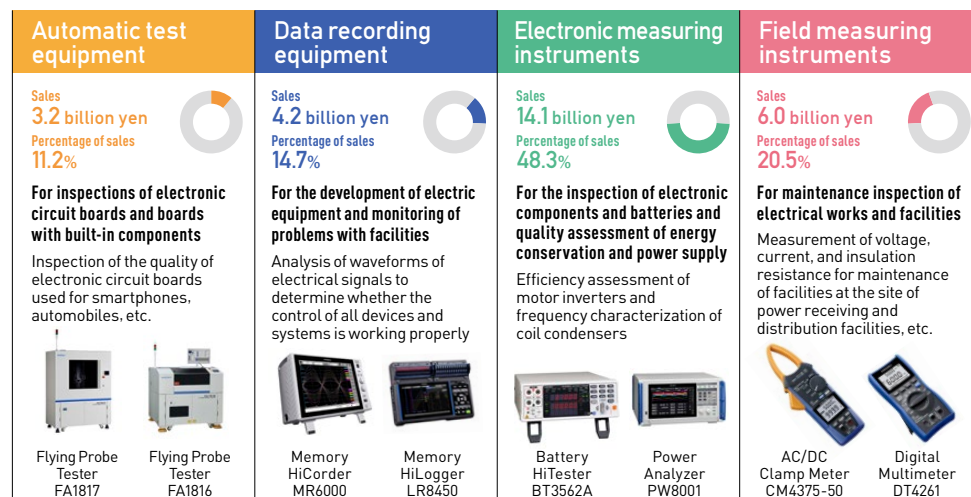 Automatic test
equipment
Sales
3.2 billion yen
Percentage of sales
11.2%
For inspections of electronic
circuit boards and boards
with built-in components
Inspection of the quality of
electronic circuit boards
used for smartphones,
automobiles, etc.
Flying Probe
Tester
FA1817
Flying Probe
Tester
FA1816
Data recording
equipment
Sales
4.2 billion yen
Percentage of sales
14.7%
For the development of electric
equipment and monitoring of
problems with facilities
Analysis of waveforms of
electrical signals to
determine whether the
control of all devices and
systems is working properly
Memory
HiCorder
MR6000
Memory
HiLogger
LR8450
Electronic measuring
instruments
Sales
14.1 billion yen
Percentage of sales
48.3%
For the inspection of electronic
components and batteries and
quality assessment of energy
conservation and power supply
Efficiency assessment of
motor inverters and
frequency characterization of
coil condensers
Battery
HiTester
BT3562A
Power
Analyzer
PW8001
Field measuring
instruments
Sales
6.0 billion yen
Percentage of sales
20.5%
For maintenance inspection of
electrical works and facilities
Measurement of voltage,
current, and insulation
resistance for maintenance
of facilities at the site of
power receiving and
distribution facilities, etc.
AC/DC
Clamp Meter
CM4375-50
Digital
Multimeter
DT4261